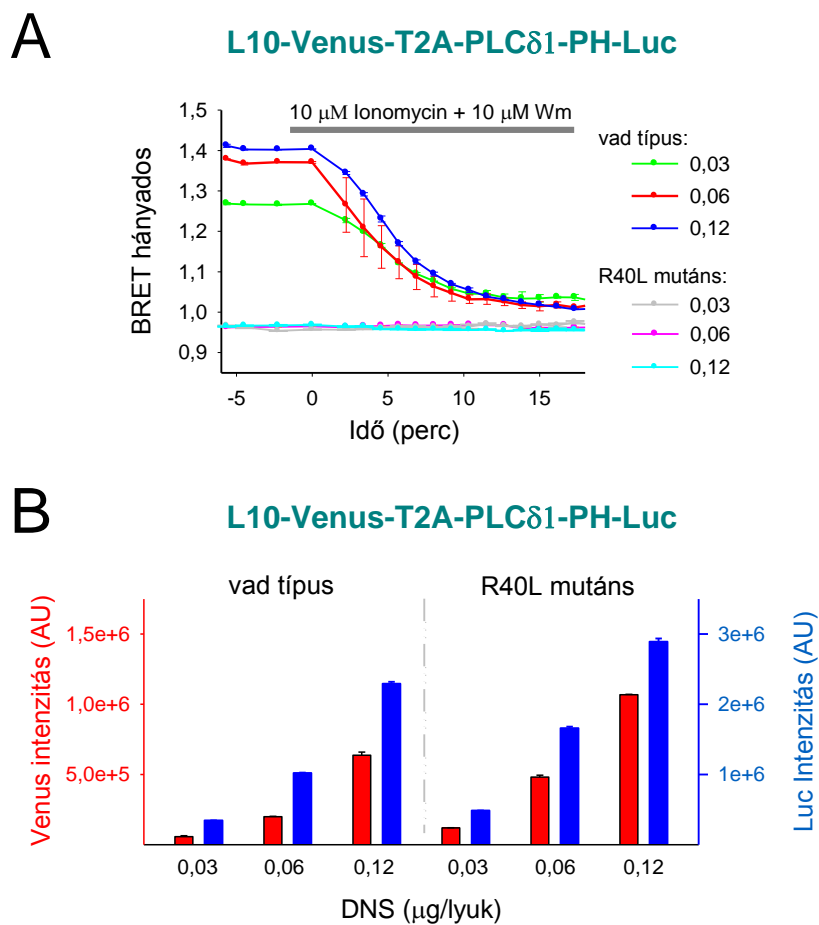 A
L10-Venus-T2A-PLCδ1-PH-Luc
10 μM Ionomycin + 10 μM Wm
BRET hányados
1,5
1,4
1,3
1,2
1,1
1,0
0,9
-5 0 5 10 15
Idő (perc)
vad típus:
0,03
0,06
0,12
R40L mutáns:
0,03
0,06
0,12
B
L10-Venus-T2A-PLCδ1-PH-Luc
vad típus R40L mutáns
Venus intenzitás (AU)
1,5e+6
1,0e+6
5,0e+5
3e+6
2e+6
1e+6
Luc Intenzitás (AU)
0,03 0,06 0,12 0,03 0,06 0,12
DNS (μg/lyuk)